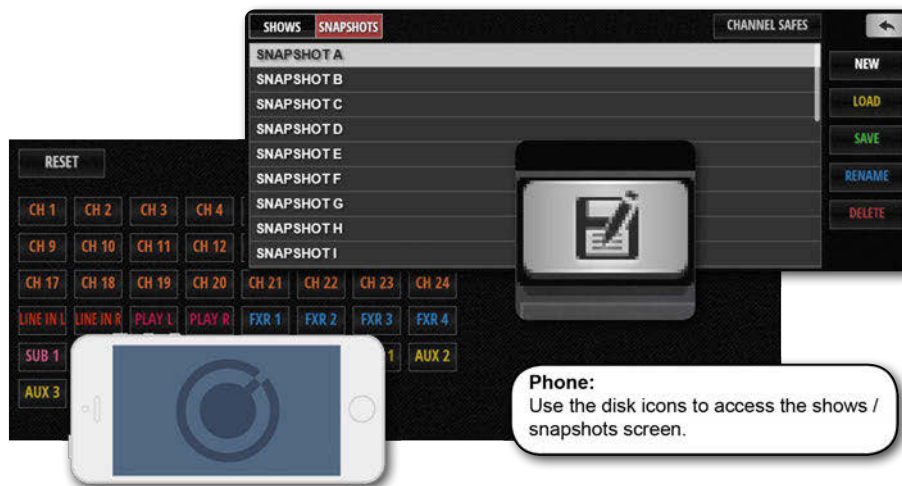 SHOWS SNAPSHOTS CHANNEL SAFES
SNAPSHOT A
NEW
SNAPSHOT B
SNAPSHOT C
LOAD
SNAPSHOT D
SAVE
SNAPSHOT E
RESET
SNAPSHOT F
RENAME
SNAPSHOT G
DELETE
SNAPSHOT H
SNAPSHOT I
CH 1 CH 2 CH 3 CH 4
CH 9 CH 10 CH 11 CH 12
CH 17 CH 18 CH 19 CH 20 CH 21 CH 22 CH 23 CH 24
LINE IN L LINE IN R PLAY L PLAY R FXR 1 FXR 2 FXR 3 FXR 4
SUB 1 1 AUX 2
AUX 3
Phone:
Use the disk icons to access the shows /
snapshots screen.